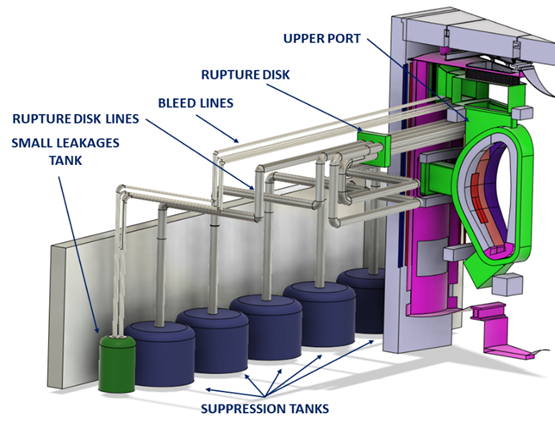 UPPER PORT
RUPTURE DISK
BLEED LINES
RUPTURE DISK LINES
SMALL LEAKAGES
TANK
SUPPRESSION TANKS